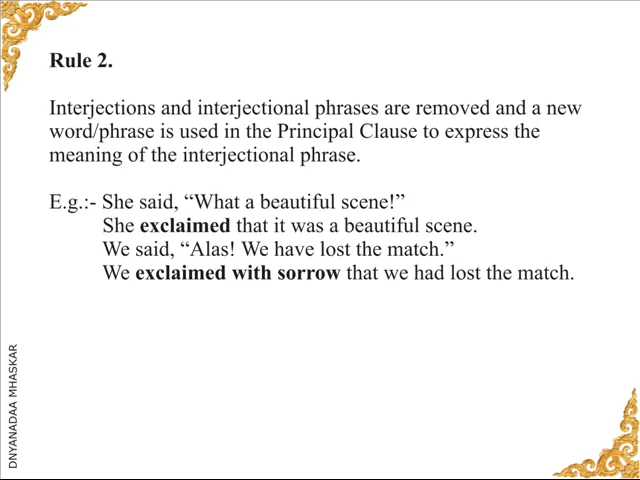 Rule 2.
Interjections and interjectional phrases are removed and a new
word/phrase is used in the Principal Clause to express the
meaning of the interjectional phrase.
E.g.:- She said, “What a beautiful scene!”
She exclaimed that it was a beautiful scene.
We said, “Alas! We have lost the match.”
We exclaimed with sorrow that we had lost the match.
DNYANADAA MHASKAR